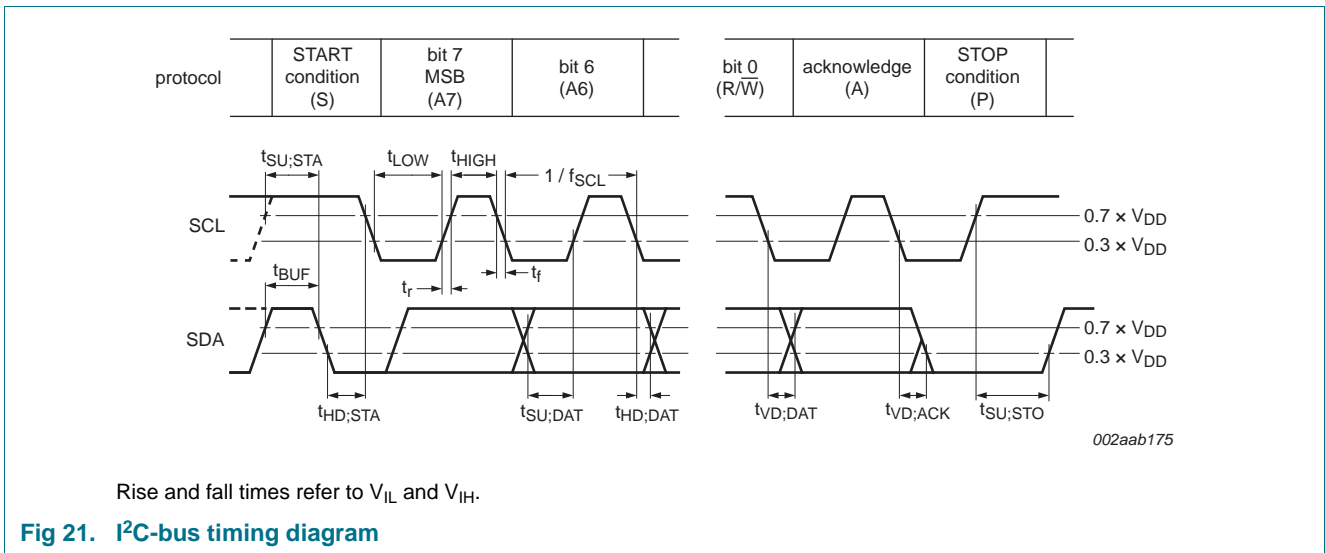 protocol
START condition (S)
bit 7 MSB (A7)
bit 6 (A6)
bit 0 (R/W̅)
acknowledge (A)
STOP condition (P)
tSU;STA
tLOW
tHIGH
1 / fSCL
SCL
0.7 × VDD
0.3 × VDD
tBUF
tr
tf
SDA
0.7 × VDD
0.3 × VDD
tHD;STA
tSU;DAT
tHD;DAT
tVD;DAT
tVD;ACK
tSU;STO
002aab175
Rise and fall times refer to VIL and VIH.
Fig 21. I²C-bus timing diagram